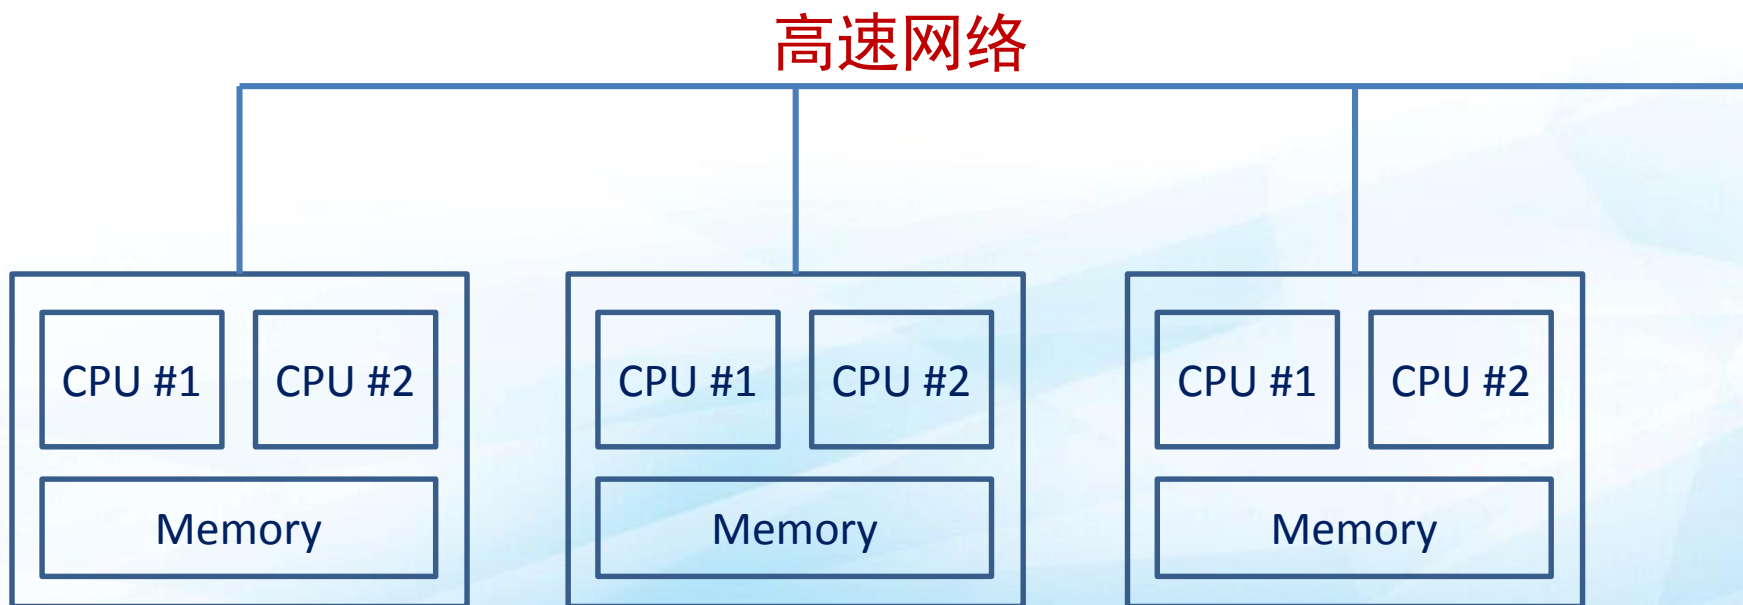 高速网络
CPU #1 CPU #2 CPU #1 CPU #2 CPU #1 CPU #2
Memory Memory Memory